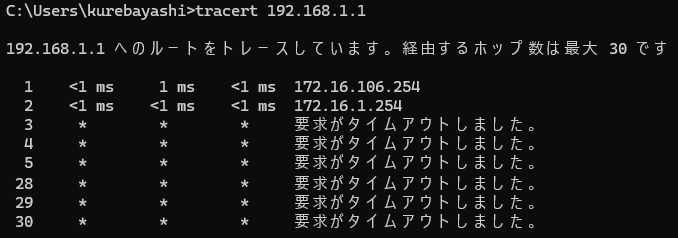 C:\Users\kurebayashi>tracert 192.168.1.1
192.168.1.1 へのルートをトレースしています。経由するホップ数は最大 30 です
1 <1 ms 1 ms <1 ms 172.16.106.254
2 <1 ms <1 ms <1 ms 172.16.1.254
3 * * * 要求がタイムアウトしました。
4 * * * 要求がタイムアウトしました。
5 * * * 要求がタイムアウトしました。
28 * * * 要求がタイムアウトしました。
29 * * * 要求がタイムアウトしました。
30 * * * 要求がタイムアウトしました。